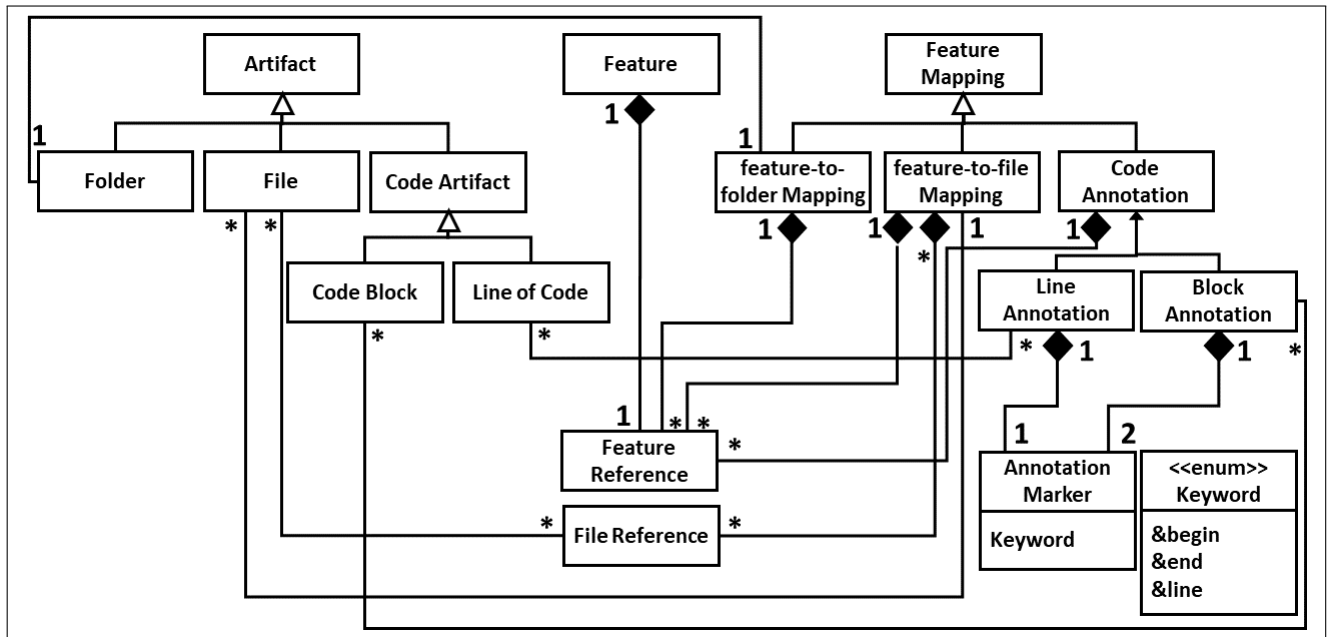 Artifact
Feature
Feature
Mapping
1
1
1
Folder
File
Code Artifact
feature-to-
folder Mapping
feature-to-file
Mapping
Code
Annotation
*
*
1
1
*
1
1
Code Block
Line of Code
Line
Annotation
Block
Annotation
*
*
*
1
1
*
1
*
*
*
1
2
Feature
Reference
Annotation
Marker
Keyword
<<enum>>
Keyword
&begin
&end
&line
*
File Reference
*